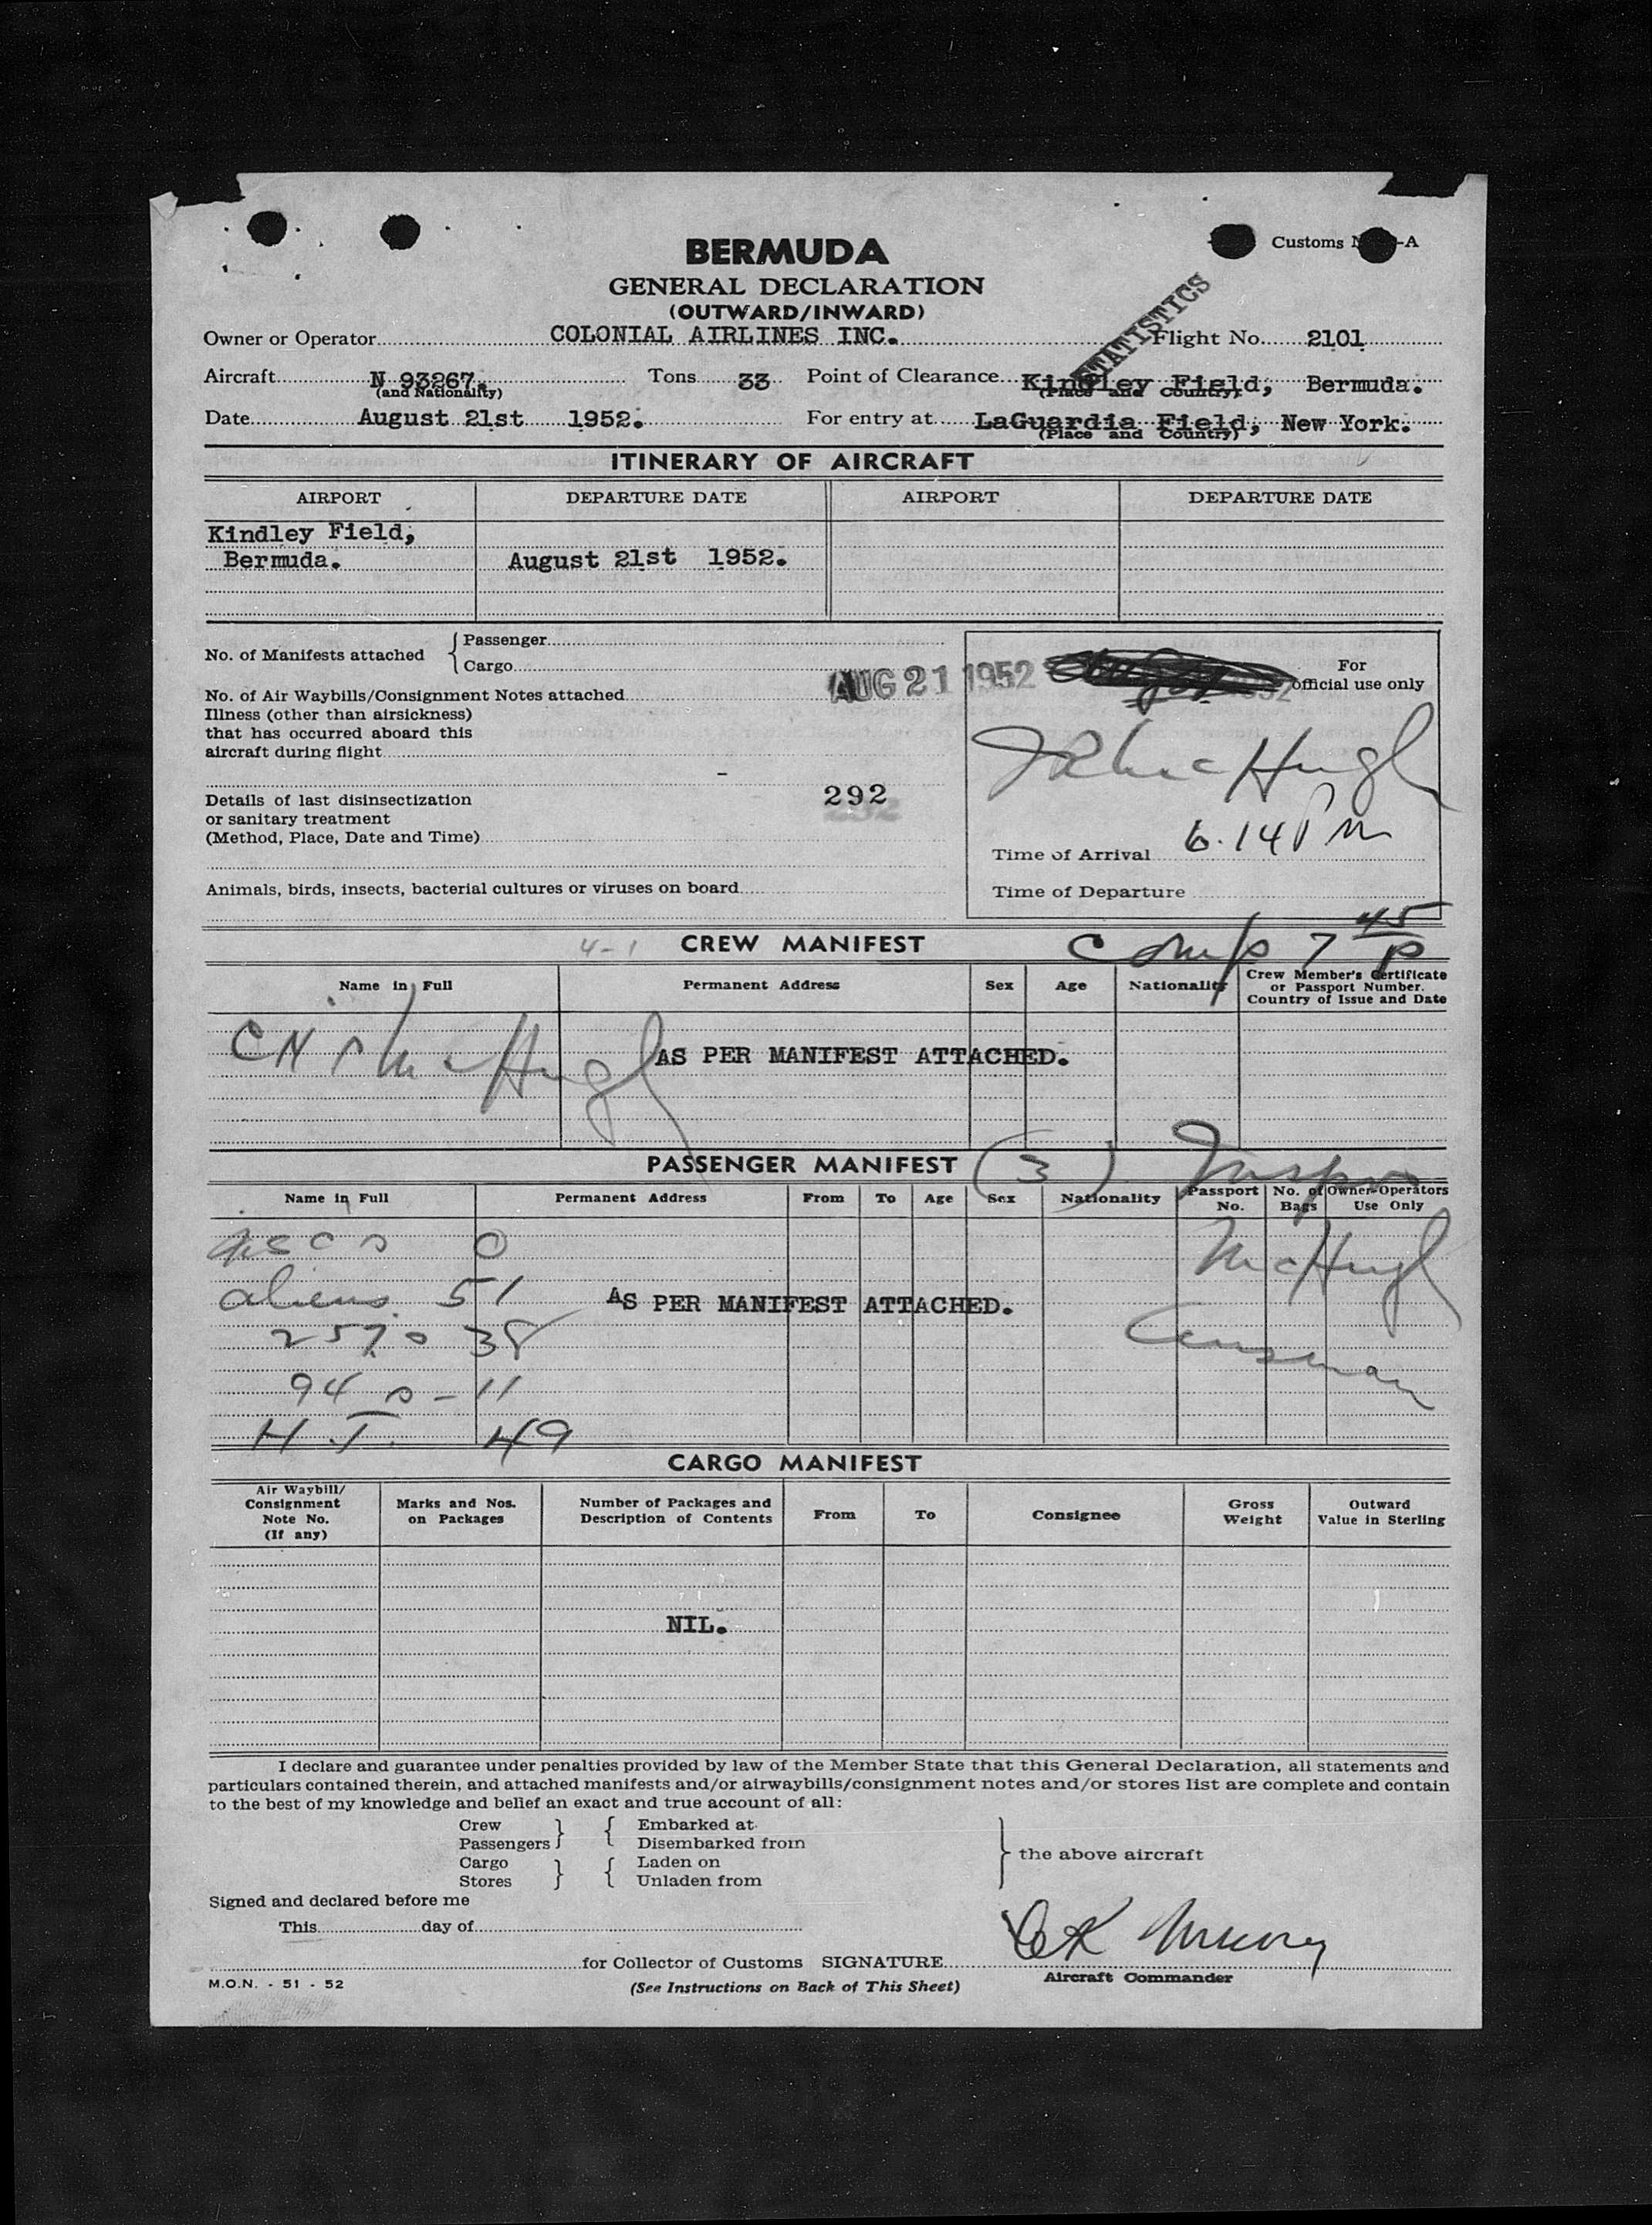 Customs N -A
BERMUDA
GENERAL DECLARATION
(OUTWARD/INWARD)
STATISTICS
Owner or Operator COLONIAL AIRLINES INC. Flight No. 2101
Aircraft N 93267. Tons 33 Point of Clearance Kindley Field, Bermuda.
(and Nationality) (Place and Country)
Date August 21st 1952. For entry at LaGuardia Field, New York.
(Place and Country)
ITINERARY OF AIRCRAFT
AIRPORT DEPARTURE DATE AIRPORT DEPARTURE DATE
Kindley Field,
Bermuda. August 21st 1952.
No. of Manifests attached { Passenger
Cargo
For
official use only
AUG 21 1952
No. of Air Waybills/Consignment Notes attached
Illness (other than airsickness)
that has occurred aboard this
aircraft during flight
-
McHugh
Details of last disinsectization
or sanitary treatment
(Method, Place, Date and Time)
292
Time of Arrival 6.14 PM
Time of Departure
Animals, birds, insects, bacterial cultures or viruses on board
4-1 CREW MANIFEST Comp 7 45 P
Name in Full Permanent Address Sex Age Nationality Crew Member's Certificate
or Passport Number.
Country of Issue and Date
McHugh AS PER MANIFEST ATTACHED.
PASSENGER MANIFEST (3) Inspr
Name in Full Permanent Address From To Age Sex Nationality Passport No. No. of Bags Owner-Operators Use Only
USCs 0 McHugh
aliens 51 AS PER MANIFEST ATTACHED.
257s 38
94s - 11
H.T. 49
CARGO MANIFEST
Air Waybill/
Consignment
Note No.
(If any)
Marks and Nos.
on Packages
Number of Packages and
Description of Contents
From To Consignee Gross
Weight
Outward
Value in Sterling
NIL.
I declare and guarantee under penalties provided by law of the Member State that this General Declaration, all statements and
particulars contained therein, and attached manifests and/or airwaybills/consignment notes and/or stores list are complete and contain
to the best of my knowledge and belief an exact and true account of all:
Crew } { Embarked at
Passengers } { Disembarked from } the above aircraft
Cargo } { Laden on
Stores } { Unladen from
Signed and declared before me
This day of
for Collector of Customs SIGNATURE
Aircraft Commander
M.O.N. - 51 - 52 (See Instructions on Back of This Sheet)